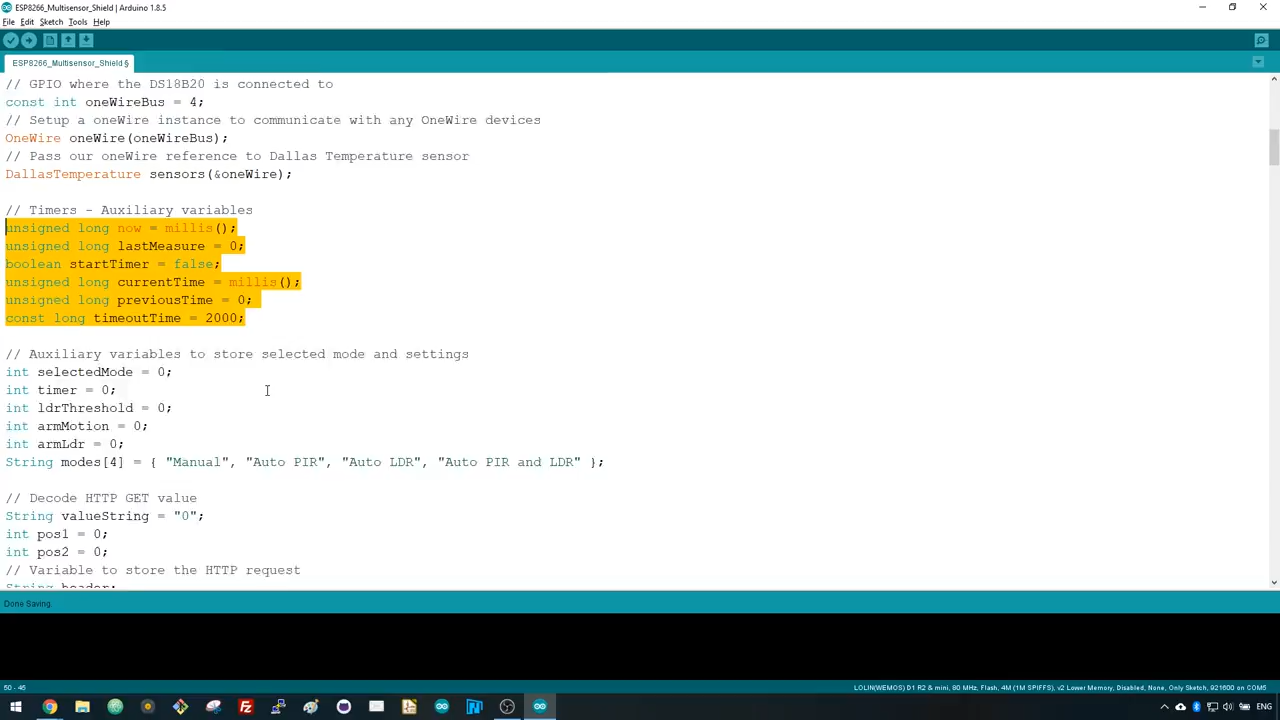 ESP8266_Multisensor_Shield | Arduino 1.8.5
File Edit Sketch Tools Help
ESP8266_Multisensor_Shield §
// GPIO where the DS18B20 is connected to
const int oneWireBus = 4;
// Setup a oneWire instance to communicate with any OneWire devices
OneWire oneWire(oneWireBus);
// Pass our oneWire reference to Dallas Temperature sensor
DallasTemperature sensors(&oneWire);
// Timers - Auxiliary variables
unsigned long now = millis();
unsigned long lastMeasure = 0;
boolean startTimer = false;
unsigned long currentTime = millis();
unsigned long previousTime = 0;
const long timeoutTime = 2000;
// Auxiliary variables to store selected mode and settings
int selectedMode = 0;
int timer = 0;
int ldrThreshold = 0;
int armMotion = 0;
int armLdr = 0;
String modes[4] = { "Manual", "Auto PIR", "Auto LDR", "Auto PIR and LDR" };
// Decode HTTP GET value
String valueString = "0";
int pos1 = 0;
int pos2 = 0;
// Variable to store the HTTP request
String header;
Done Saving.
50 - 46
LOLIN(WEMOS) D1 R2 & mini, 80 MHz, Flash, 4M (1M SPIFFS), v2 Lower Memory, Disabled, None, Only Sketch, 921600 on COM5
ENG